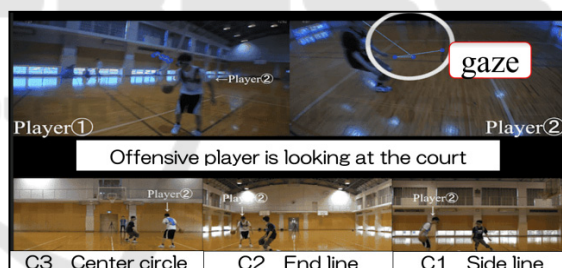 ←Player②
gaze
Player①
Player②
Offensive player is looking at the court
Player②
Player②
Player②
C3 Center circle
C2 End line
C1 Side line